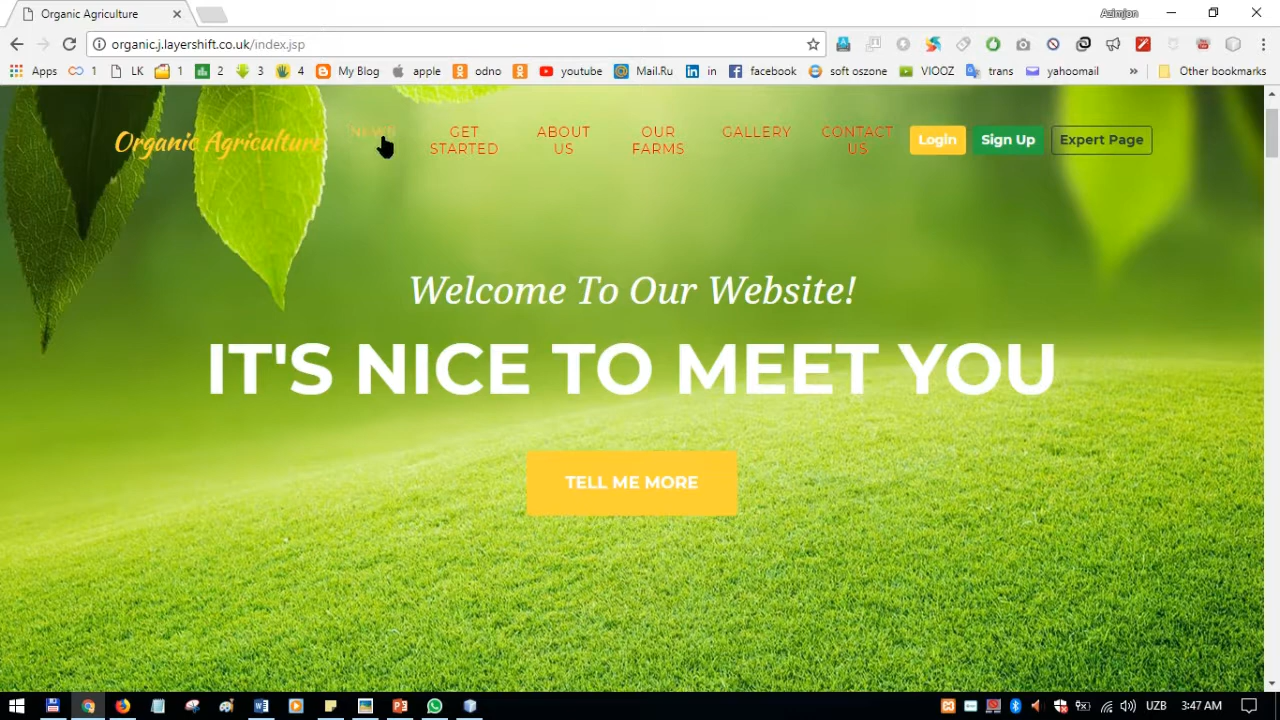 Organic Agriculture
Azimjon
organic.j.layershift.co.uk/index.jsp
Apps
1
LK
1
2
3
4
My Blog
apple
odno
youtube
Mail.Ru
in
facebook
soft oszone
VIOOZ
trans
yahoomail
»
Other bookmarks
Organic Agriculture
NEWS
GET
STARTED
ABOUT
US
OUR
FARMS
GALLERY
CONTACT
US
Login
Sign Up
Expert Page
Welcome To Our Website!
IT'S NICE TO MEET YOU
TELL ME MORE
UZB
3:47 AM